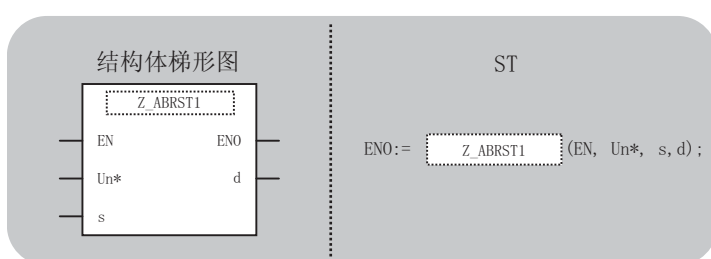 结构体梯形图
Z_ABRST1
EN ENO
Un* d
s
ST
ENO:= Z_ABRST1 (EN, Un*, s,d);